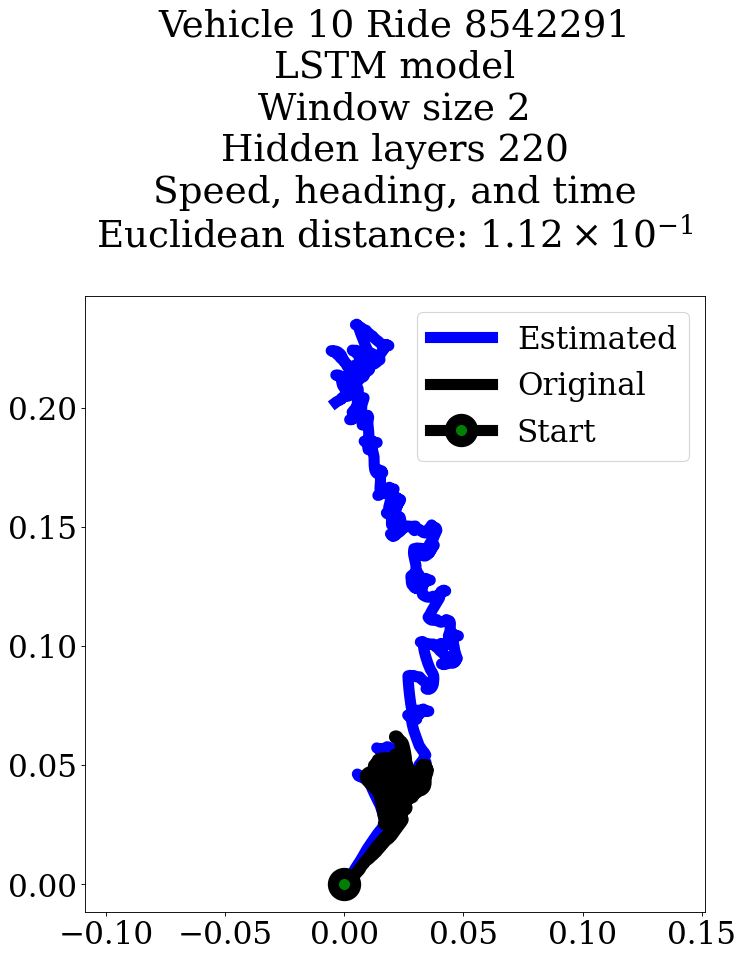 Vehicle 10 Ride 8542291
LSTM model
Window size 2
Hidden layers 220
Speed, heading, and time
Euclidean distance: 1.12 × 10⁻¹
Estimated
Original
Start
0.20
0.15
0.10
0.05
0.00
−0.10 −0.05 0.00 0.05 0.10 0.15